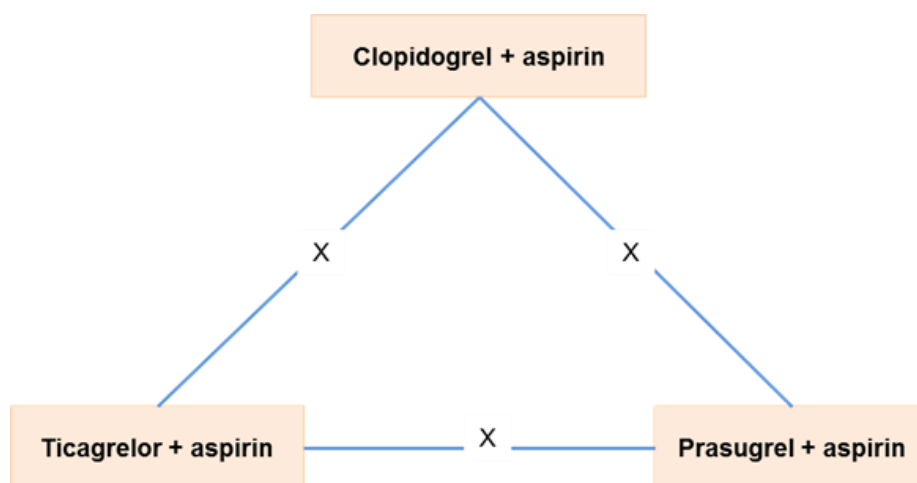 Clopidogrel + aspirin
X
X
Ticagrelor + aspirin
X
Prasugrel + aspirin